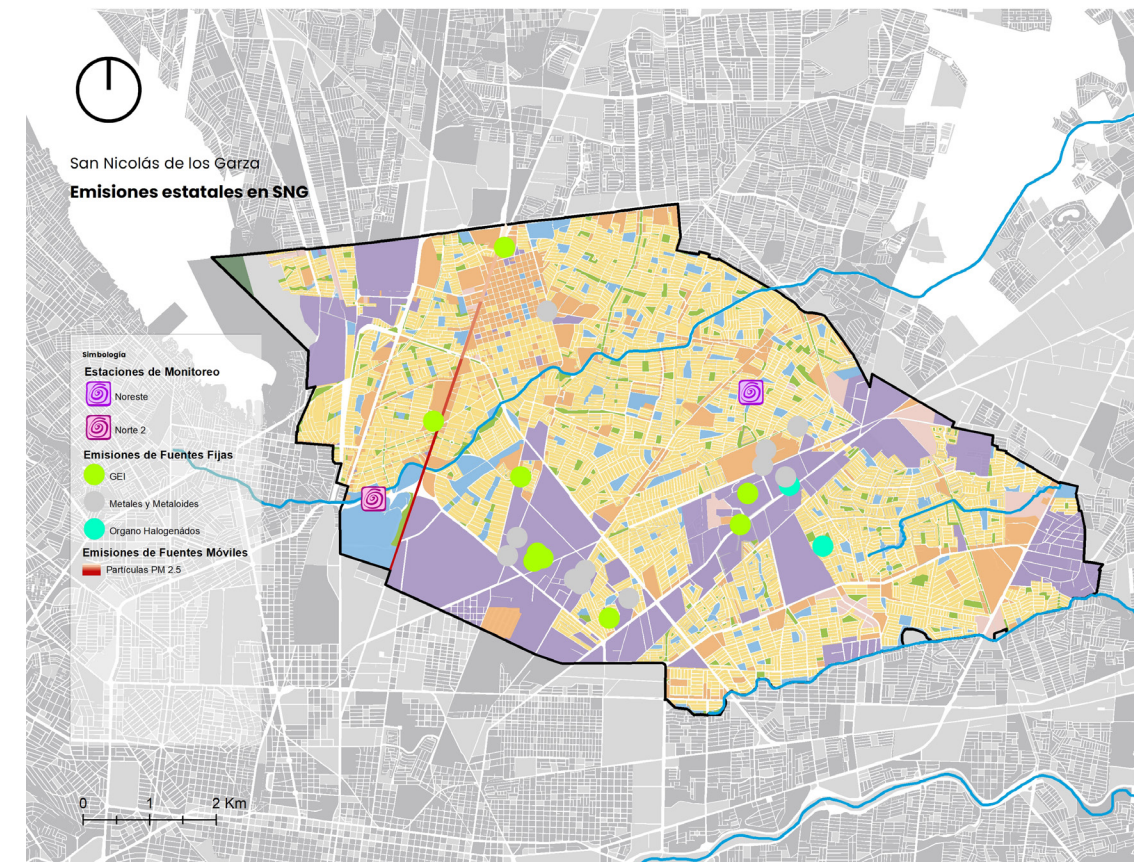 San Nicolás de los Garza
Emisiones estatales en SNG
Simbología
Estaciones de Monitoreo
Noreste
Norte 2
Emisiones de Fuentes Fijas
GEI
Metales y Metaloides
Organo Halogenádos
Emisiones de Fuentes Móviles
Partículas PM 2.5
0 1 2 Km